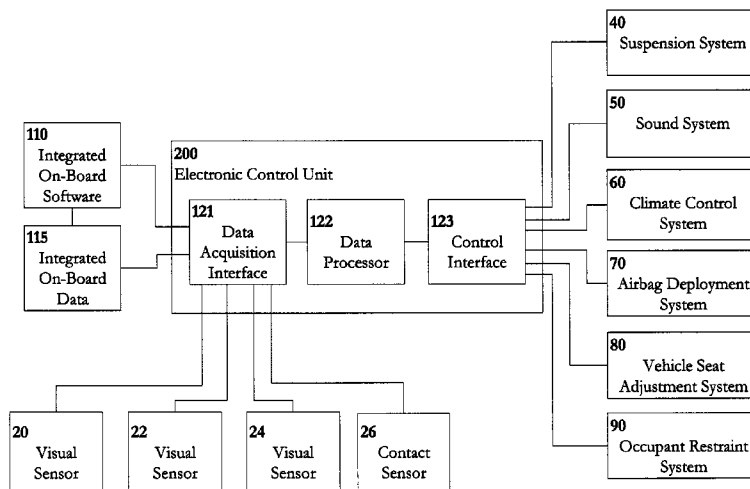 40
Suspension System
50
Sound System
110
Integrated
On-Board
Software
200
Electronic Control Unit
60
Climate Control
System
121
Data
Acquisition
Interface
122
Data
Processor
123
Control
Interface
115
Integrated
On-Board
Data
70
Airbag Deployment
System
80
Vehicle Seat
Adjustment System
20
Visual
Sensor
22
Visual
Sensor
24
Visual
Sensor
26
Contact
Sensor
90
Occupant Restraint
System